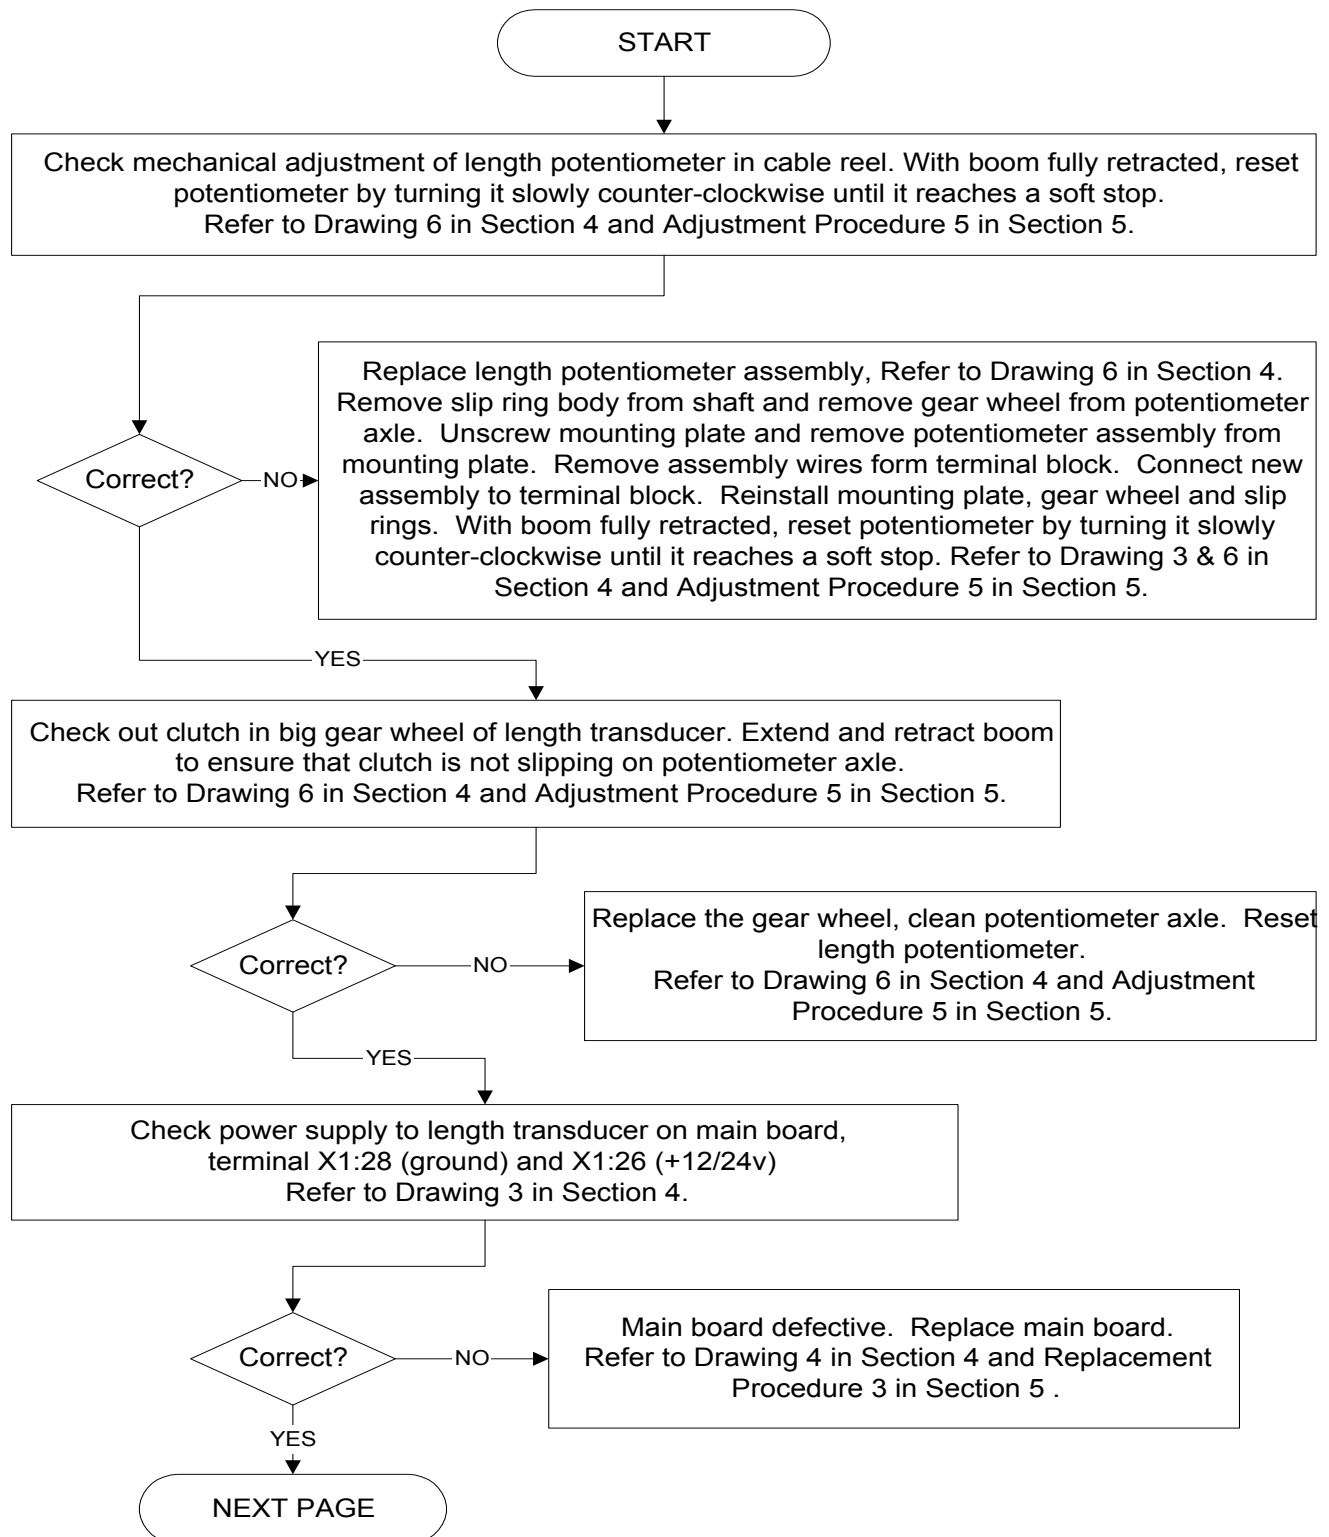 START
Check mechanical adjustment of length potentiometer in cable reel. With boom fully retracted, reset
potentiometer by turning it slowly counter-clockwise until it reaches a soft stop.
Refer to Drawing 6 in Section 4 and Adjustment Procedure 5 in Section 5.
Correct?
NO
Replace length potentiometer assembly, Refer to Drawing 6 in Section 4.
Remove slip ring body from shaft and remove gear wheel from potentiometer
axle. Unscrew mounting plate and remove potentiometer assembly from
mounting plate. Remove assembly wires form terminal block. Connect new
assembly to terminal block. Reinstall mounting plate, gear wheel and slip
rings. With boom fully retracted, reset potentiometer by turning it slowly
counter-clockwise until it reaches a soft stop. Refer to Drawing 3 & 6 in
Section 4 and Adjustment Procedure 5 in Section 5.
YES
Check out clutch in big gear wheel of length transducer. Extend and retract boom
to ensure that clutch is not slipping on potentiometer axle.
Refer to Drawing 6 in Section 4 and Adjustment Procedure 5 in Section 5.
Correct?
NO
Replace the gear wheel, clean potentiometer axle. Reset
length potentiometer.
Refer to Drawing 6 in Section 4 and Adjustment
Procedure 5 in Section 5.
YES
Check power supply to length transducer on main board,
terminal X1:28 (ground) and X1:26 (+12/24v)
Refer to Drawing 3 in Section 4.
Correct?
NO
Main board defective. Replace main board.
Refer to Drawing 4 in Section 4 and Replacement
Procedure 3 in Section 5 .
YES
NEXT PAGE